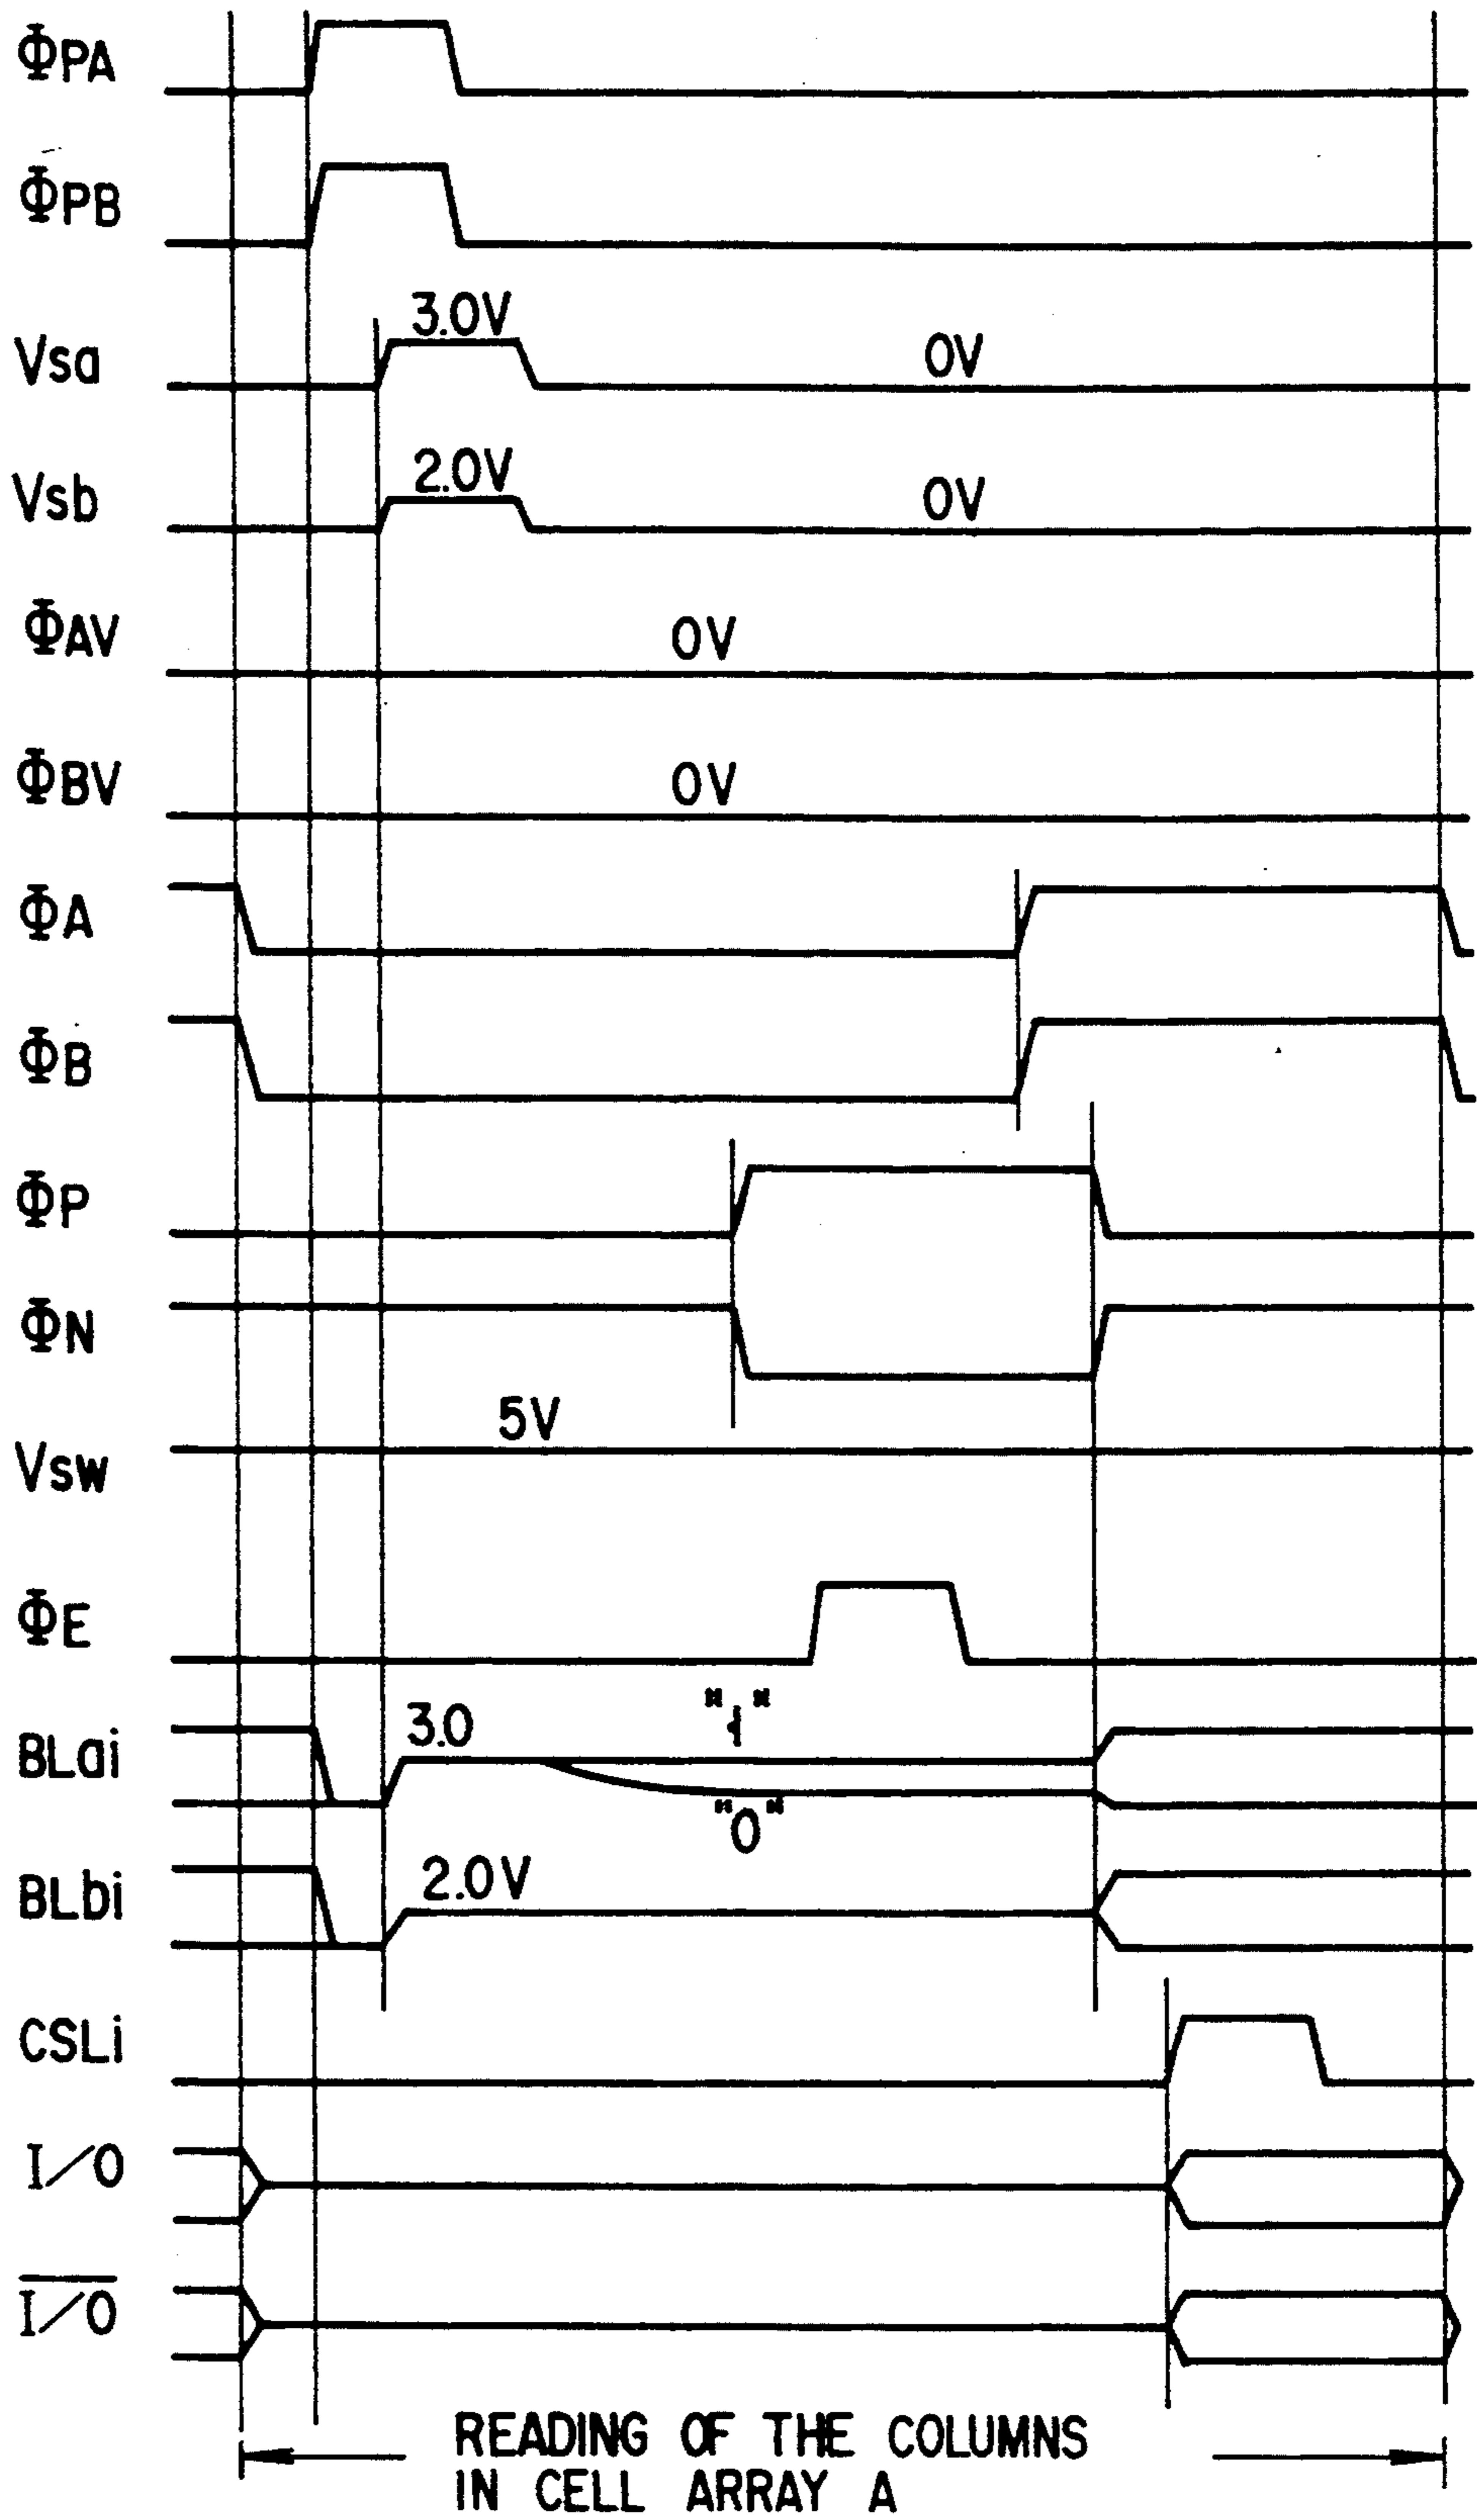 ΦPA
ΦPB
Vsa
3.0V
0V
Vsb
2.0V
0V
ΦAV
0V
ΦBV
0V
ΦA
ΦB
ΦP
ΦN
Vsw
5V
ΦE
BLai
3.0
"1"
"0"
BLbi
2.0V
CSLi
I/O
I/O
READING OF THE COLUMNS
IN CELL ARRAY A